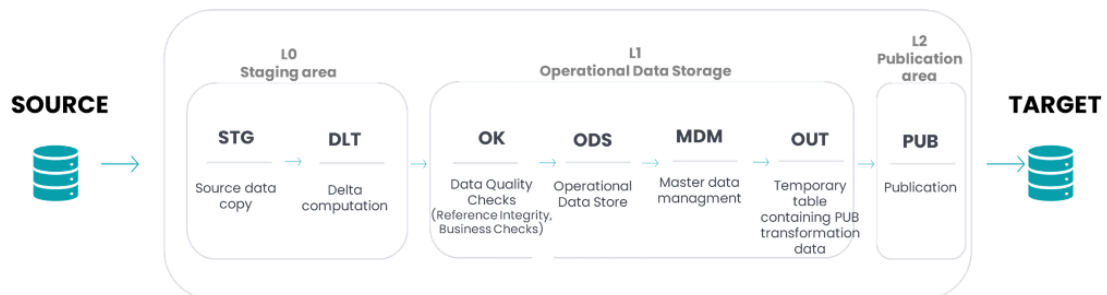 L0
Staging area
L1
Operational Data Storage
L2
Publication
area
SOURCE
TARGET
STG
Source data
copy
DLT
Delta
computation
OK
Data Quality
Checks
(Reference Integrity,
Business Checks)
ODS
Operational
Data Store
MDM
Master data
managment
OUT
Temporary
table
containing PUB
transformation
data
PUB
Publication